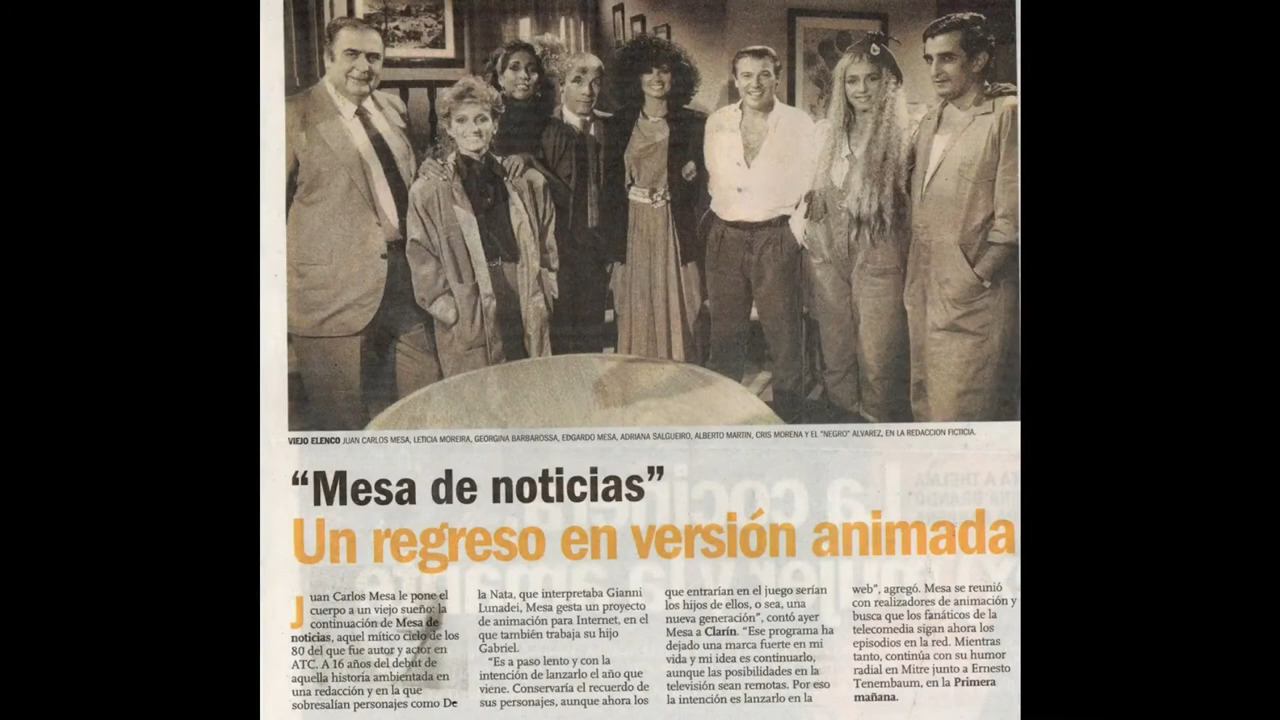 VIEJO ELENCO JUAN CARLOS MESA, LETICIA MOREIRA, GEORGINA BARBAROSSA, EDGARDO MESA, ADRIANA SALGUEIRO, ALBERTO MARTIN, CRIS MORENA Y EL "NEGRO" ALVAREZ, EN LA REDACCION FICTICIA.
“Mesa de noticias”
Un regreso en versión animada
Juan Carlos Mesa le pone el
cuerpo a un viejo sueño: la
continuación de Mesa de
noticias, aquel mítico ciclo de los
80 del que fue autor y actor en
ATC. A 16 años del debut de
aquella historia ambientada en
una redacción y en la que
sobresalían personajes como De
la Nata, que interpretaba Gianni
Lunadei, Mesa gesta un proyecto
de animación para Internet, en el
que también trabaja su hijo
Gabriel.
“Es a paso lento y con la
intención de lanzarlo el año que
viene. Conservaría el recuerdo de
sus personajes, aunque ahora los
que entrarían en el juego serían
los hijos de ellos, o sea, una
nueva generación”, contó ayer
Mesa a Clarín. “Ese programa ha
dejado una marca fuerte en mi
vida y mi idea es continuarlo,
aunque las posibilidades en la
televisión sean remotas. Por eso
la intención es lanzarlo en la
web”, agregó. Mesa se reunió
con realizadores de animación y
busca que los fanáticos de la
telecomedia sigan ahora los
episodios en la red. Mientras
tanto, continúa con su humor
radial en Mitre junto a Ernesto
Tenembaum, en la Primera
mañana.